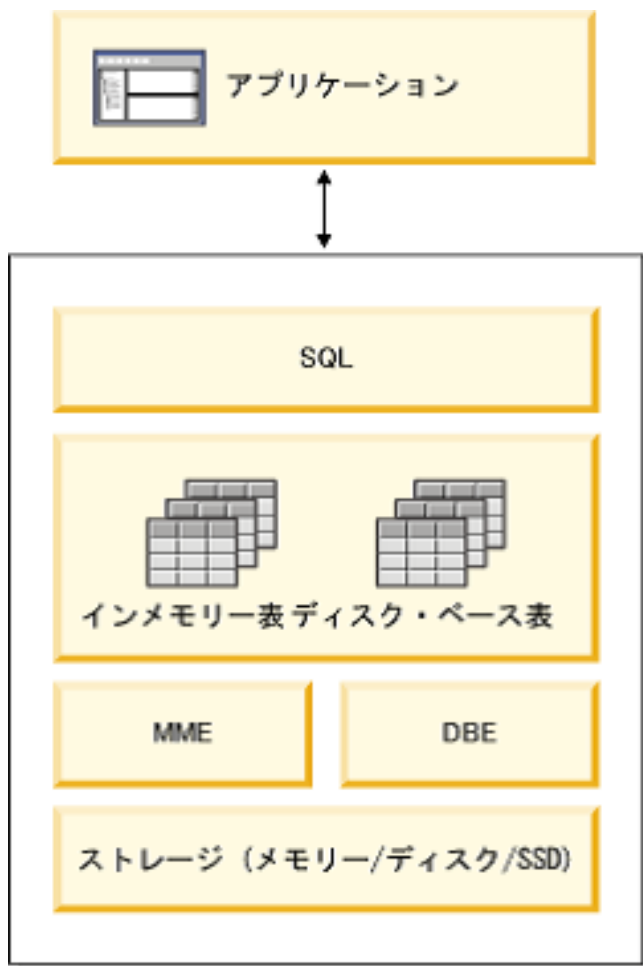 アプリケーション
SQL
インメモリー表 ディスク・ベース表
MME
DBE
ストレージ (メモリー/ディスク/SSD)